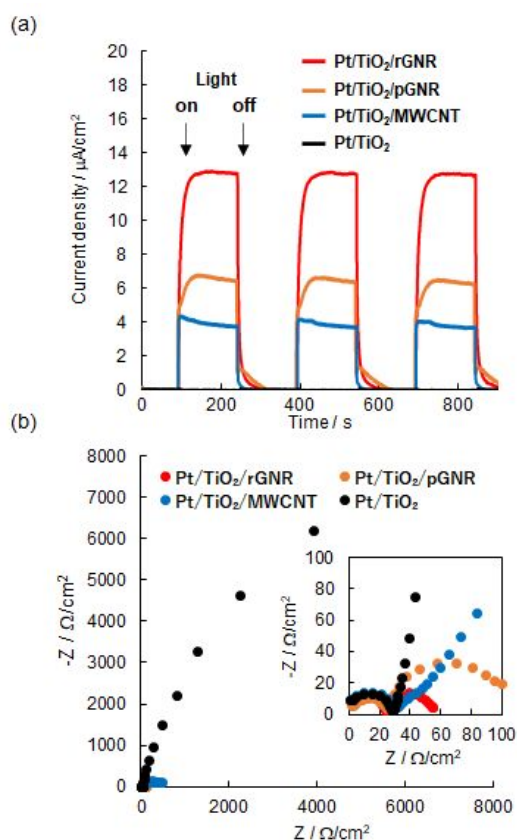 (a)
Current density / μA/cm²
20
18
16
14
12
10
8
6
4
2
0
Light
on off
Pt/TiO₂/rGNR
Pt/TiO₂/pGNR
Pt/TiO₂/MWCNT
Pt/TiO₂
0 200 400 600 800
Time / s
(b)
-Z / Ω/cm²
8000
7000
6000
5000
4000
3000
2000
1000
0
Pt/TiO₂/rGNR Pt/TiO₂/pGNR
Pt/TiO₂/MWCNT Pt/TiO₂
-Z / Ω/cm²
100
80
60
40
20
0
0 20 40 60 80 100
Z / Ω/cm²
0 2000 4000 6000 8000
Z / Ω/cm²